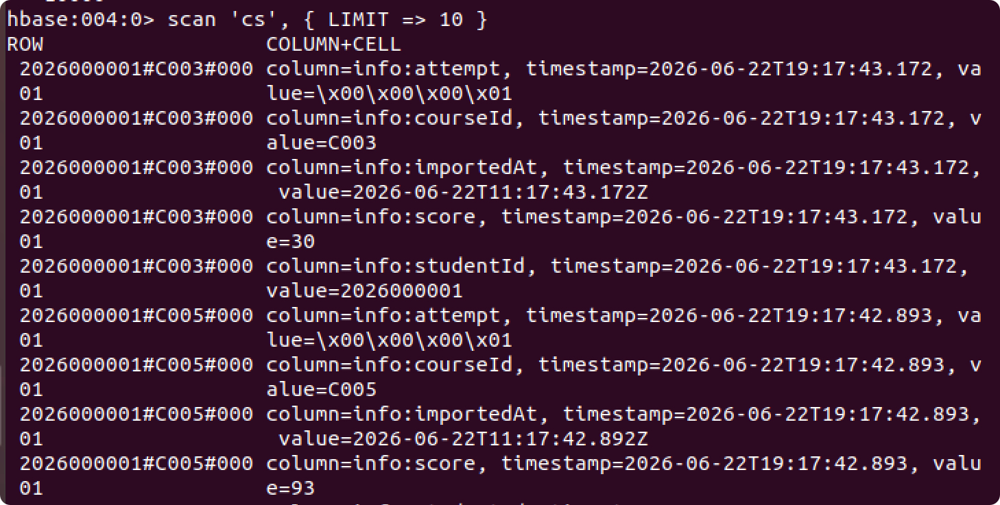 hbase:004:0> scan 'cs', { LIMIT => 10 }
ROW                  COLUMN+CELL
 2026000001#C003#000 column=info:attempt, timestamp=2026-06-22T19:17:43.172, va
 01                  lue=\x00\x00\x00\x01
 2026000001#C003#000 column=info:courseId, timestamp=2026-06-22T19:17:43.172, v
 01                  alue=C003
 2026000001#C003#000 column=info:importedAt, timestamp=2026-06-22T19:17:43.172,
 01                   value=2026-06-22T11:17:43.172Z
 2026000001#C003#000 column=info:score, timestamp=2026-06-22T19:17:43.172, valu
 01                  e=30
 2026000001#C003#000 column=info:studentId, timestamp=2026-06-22T19:17:43.172,
 01                  value=2026000001
 2026000001#C005#000 column=info:attempt, timestamp=2026-06-22T19:17:42.893, va
 01                  lue=\x00\x00\x00\x01
 2026000001#C005#000 column=info:courseId, timestamp=2026-06-22T19:17:42.893, v
 01                  alue=C005
 2026000001#C005#000 column=info:importedAt, timestamp=2026-06-22T19:17:42.893,
 01                   value=2026-06-22T11:17:42.892Z
 2026000001#C005#000 column=info:score, timestamp=2026-06-22T19:17:42.893, valu
 01                  e=93